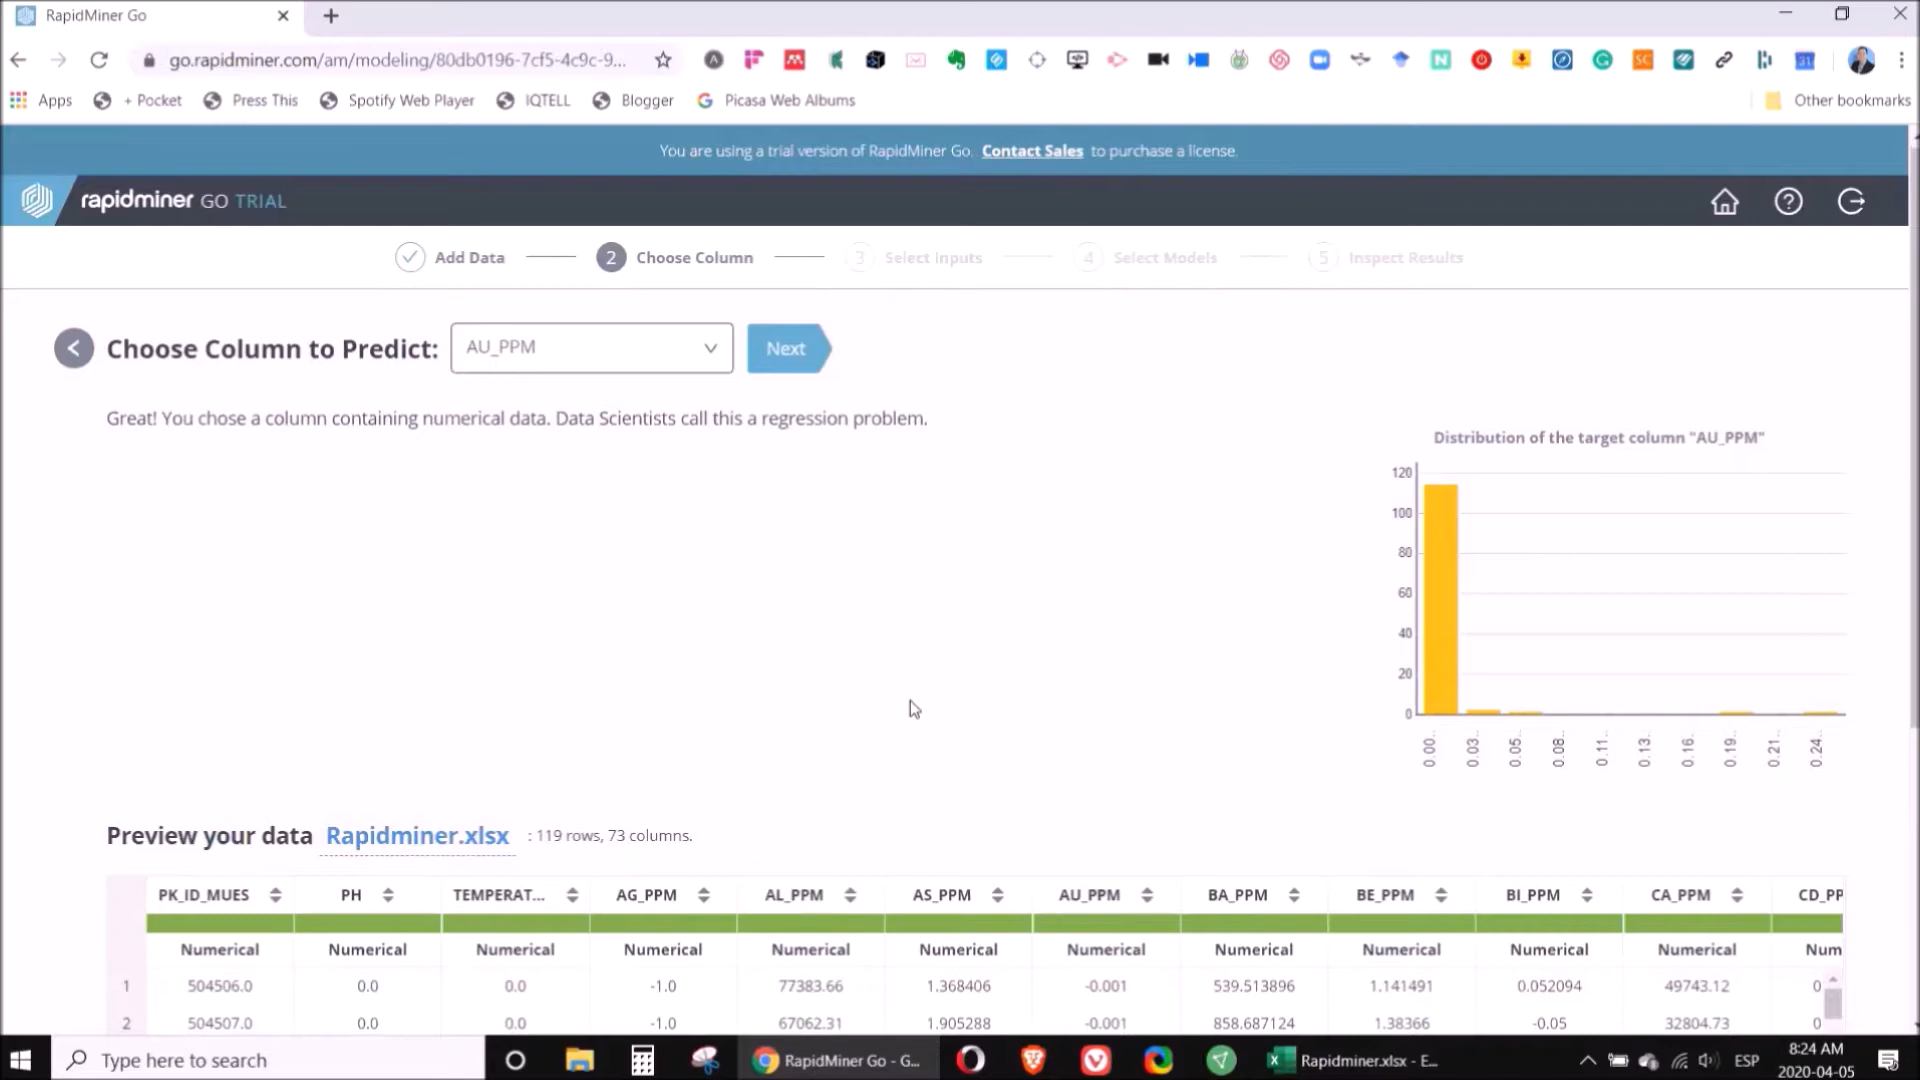 RapidMiner Go
go.rapidminer.com/am/modeling/80db0196-7cf5-4c9c-9...
Apps + Pocket Press This Spotify Web Player IQTELL Blogger Picasa Web Albums Other bookmarks
You are using a trial version of RapidMiner Go. Contact Sales to purchase a license.
rapidminer GO TRIAL
Add Data 2 Choose Column 3 Select Inputs 4 Select Models 5 Inspect Results
Choose Column to Predict: AU_PPM Next
Great! You chose a column containing numerical data. Data Scientists call this a regression problem.
Distribution of the target column "AU_PPM"
120
100
80
60
40
20
0
0.00.. 0.03.. 0.05.. 0.08.. 0.11.. 0.13.. 0.16.. 0.19.. 0.21.. 0.24..
Preview your data Rapidminer.xlsx : 119 rows, 73 columns.
PK_ID_MUES PH TEMPERAT... AG_PPM AL_PPM AS_PPM AU_PPM BA_PPM BE_PPM BI_PPM CA_PPM CD_PP
Numerical Numerical Numerical Numerical Numerical Numerical Numerical Numerical Numerical Numerical Numerical Num
1 504506.0 0.0 0.0 -1.0 77383.66 1.368406 -0.001 539.513896 1.141491 0.052094 49743.12 0
2 504507.0 0.0 0.0 -1.0 67062.31 1.905288 -0.001 858.687124 1.38366 -0.05 32804.73 0
Type here to search RapidMiner Go - G... Rapidminer.xlsx - E... ESP 8:24 AM
2020-04-05